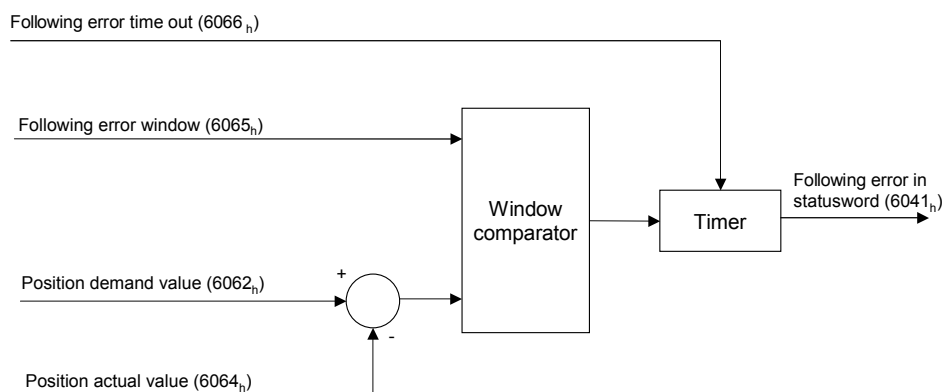 Following error time out (6066h)
Following error window (6065h)
Following error in
statusword (6041h)
Window
comparator
Timer
+
Position demand value (6062h)
-
Position actual value (6064h)